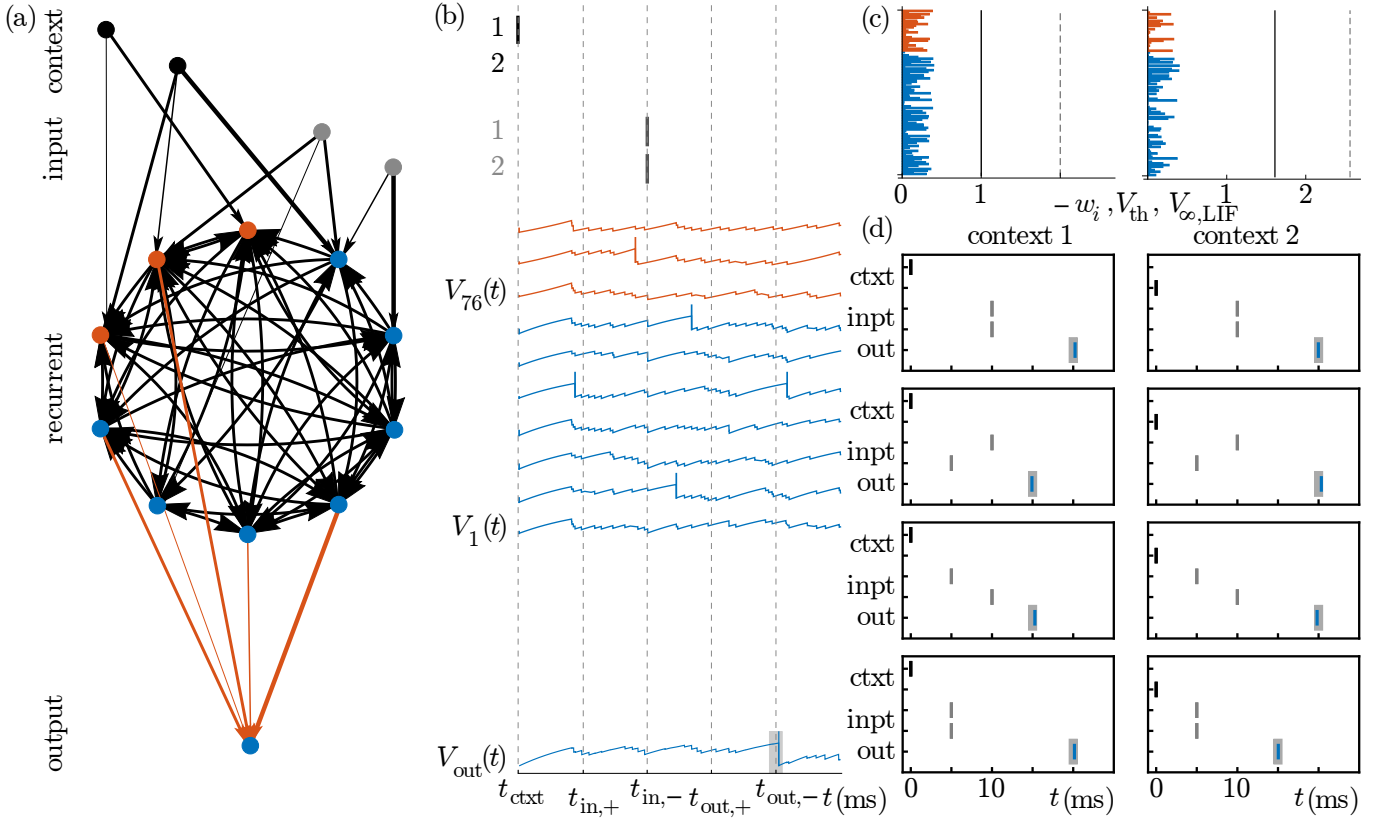 (a)
context
input
recurrent
output
(b)
1
2
1
2
V76(t)
V1(t)
Vout(t)
tctxt
tin,+
tin,−
tout,+
tout,−
t(ms)
(c)
0
1
1
2
−wi, Vth, V∞,LIF
(d)
context 1
context 2
ctxt
inpt
out
ctxt
inpt
out
ctxt
inpt
out
ctxt
inpt
out
0
10
t(ms)
0
10
t(ms)